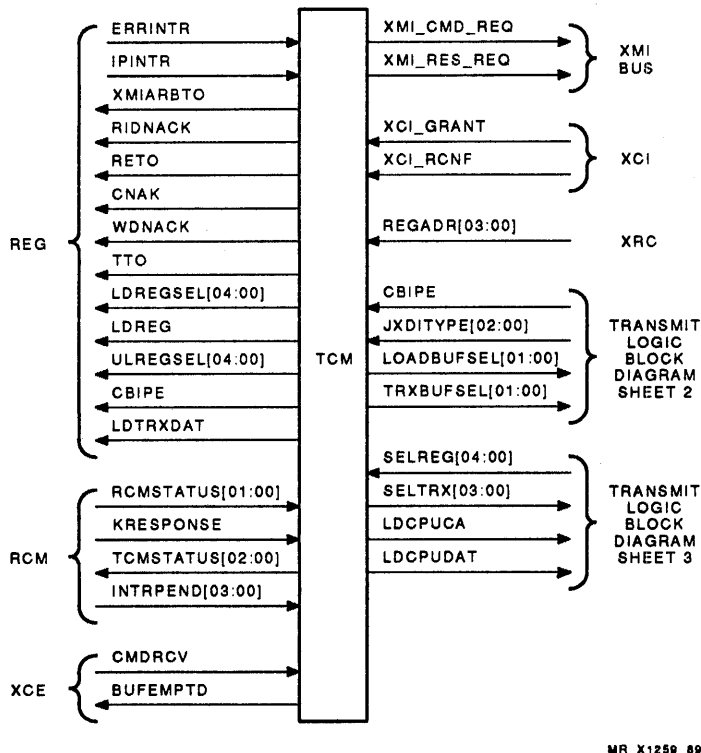 ERRINTR
IPINTR
XMIARBTO
RIDNACK
RETO
CNAK
WDNACK
TTO
LDREGSEL[04:00]
LDREG
ULREGSEL[04:00]
CBIPE
LDTRXDAT
REG
RCMSTATUS[01:00]
KRESPONSE
TCMSTATUS[02:00]
INTRPEND[03:00]
RCM
CMDRCV
BUFEMPTD
XCE
TCM
XMI_CMD_REQ
XMI_RES_REQ
XMI
BUS
XCI_GRANT
XCI_RCNF
XCI
REGADR[03:00]
XRC
CBIPE
JXDITYPE[02:00]
LOADBUFSEL[01:00]
TRXBUFSEL[01:00]
TRANSMIT
LOGIC
BLOCK
DIAGRAM
SHEET 2
SELREG[04:00]
SELTRX[03:00]
LDCPUCA
LDCPUDAT
TRANSMIT
LOGIC
BLOCK
DIAGRAM
SHEET 3
MR_X1259_89